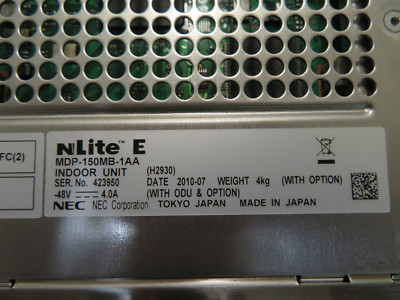 FC(2)
NLite™ E
MDP-150MB-1AA
INDOOR UNIT (H2930)
SER. No. 423950 DATE 2010-07 WEIGHT 4kg (WITH OPTION)
-48V 4.0A (WITH ODU & OPTION)
NEC NEC Corporation TOKYO JAPAN MADE IN JAPAN